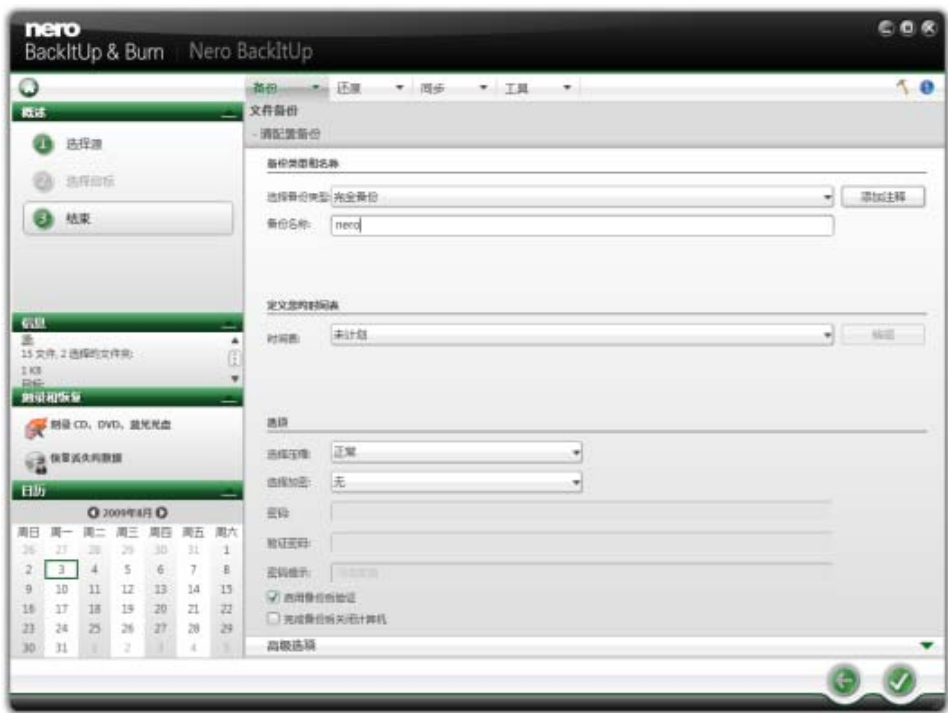 nero
BackItUp & Burn Nero BackItUp
备份 还原 同步 工具
概述
1 选择源
2 选择目标
3 结束
文件备份
- 请配置备份
备份类型和名称
选择备份类型: 完全备份 添加注释
备份名称: nero
定义您的时间表
时间表: 未计划 编辑
信息
源:
15 文件, 2 选择的文件夹:
1 KB
目标:
刻录和恢复
刻录 CD、DVD、蓝光光盘
恢复丢失的数据
选项
选择压缩: 正常
选择加密: 无
密码:
验证密码:
密码提示:
启用备份后验证
完成备份后关闭计算机
高级选项
日历
2009年8月
周日 周一 周二 周三 周四 周五 周六
26 27 28 29 30 31 1
2 3 4 5 6 7 8
9 10 11 12 13 14 15
16 17 18 19 20 21 22
23 24 25 26 27 28 29
30 31 1 2 3 4 5